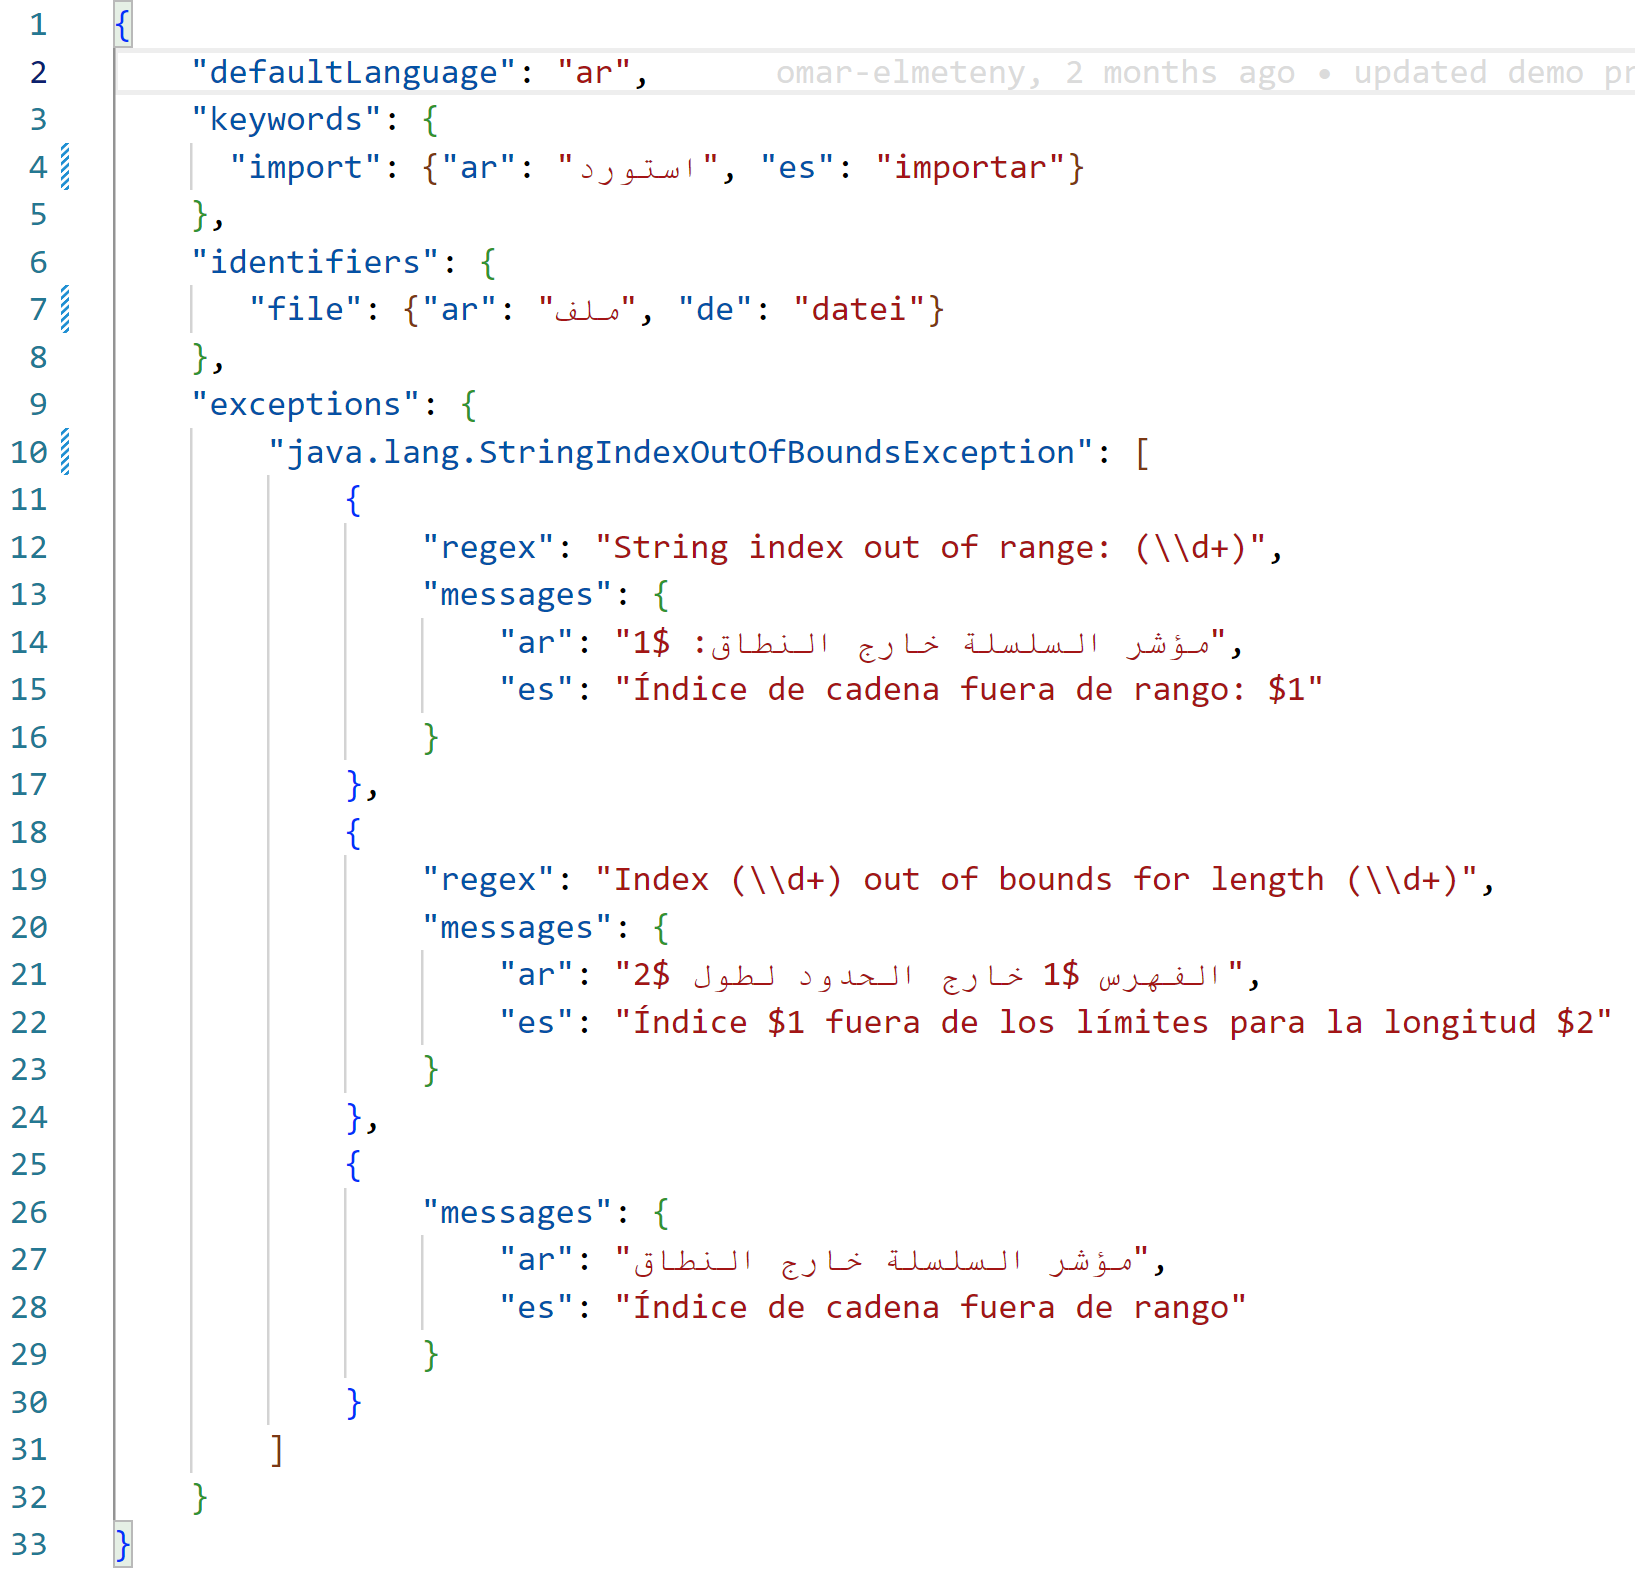 1 {
2 "defaultLanguage": "ar", omar-elmeteny, 2 months ago • updated demo pr
3 "keywords": {
4 "import": {"ar": "استورد", "es": "importar"}
5 },
6 "identifiers": {
7 "file": {"ar": "ملف", "de": "datei"}
8 },
9 "exceptions": {
10 "java.lang.StringIndexOutOfBoundsException": [
11 {
12 "regex": "String index out of range: (\\d+)",
13 "messages": {
14 "ar": "مؤشر السلسلة خارج النطاق: $1",
15 "es": "Índice de cadena fuera de rango: $1"
16 }
17 },
18 {
19 "regex": "Index (\\d+) out of bounds for length (\\d+)",
20 "messages": {
21 "ar": "الفهرس $1 خارج الحدود لطول $2",
22 "es": "Índice $1 fuera de los límites para la longitud $2"
23 }
24 },
25 {
26 "messages": {
27 "ar": "مؤشر السلسلة خارج النطاق",
28 "es": "Índice de cadena fuera de rango"
29 }
30 }
31 ]
32 }
33 }